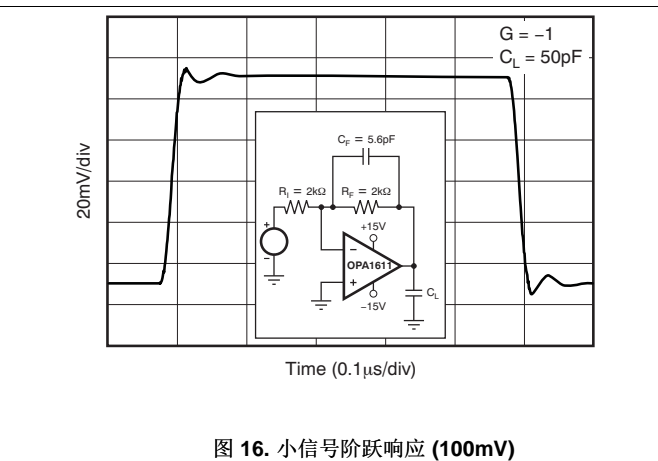 G = −1
C_L = 50pF
20mV/div
C_F = 5.6pF
R_I = 2kΩ
R_F = 2kΩ
+15V
+
−
−
OPA1611
+
−15V
C_L
Time (0.1μs/div)
图 16. 小信号阶跃响应 (100mV)